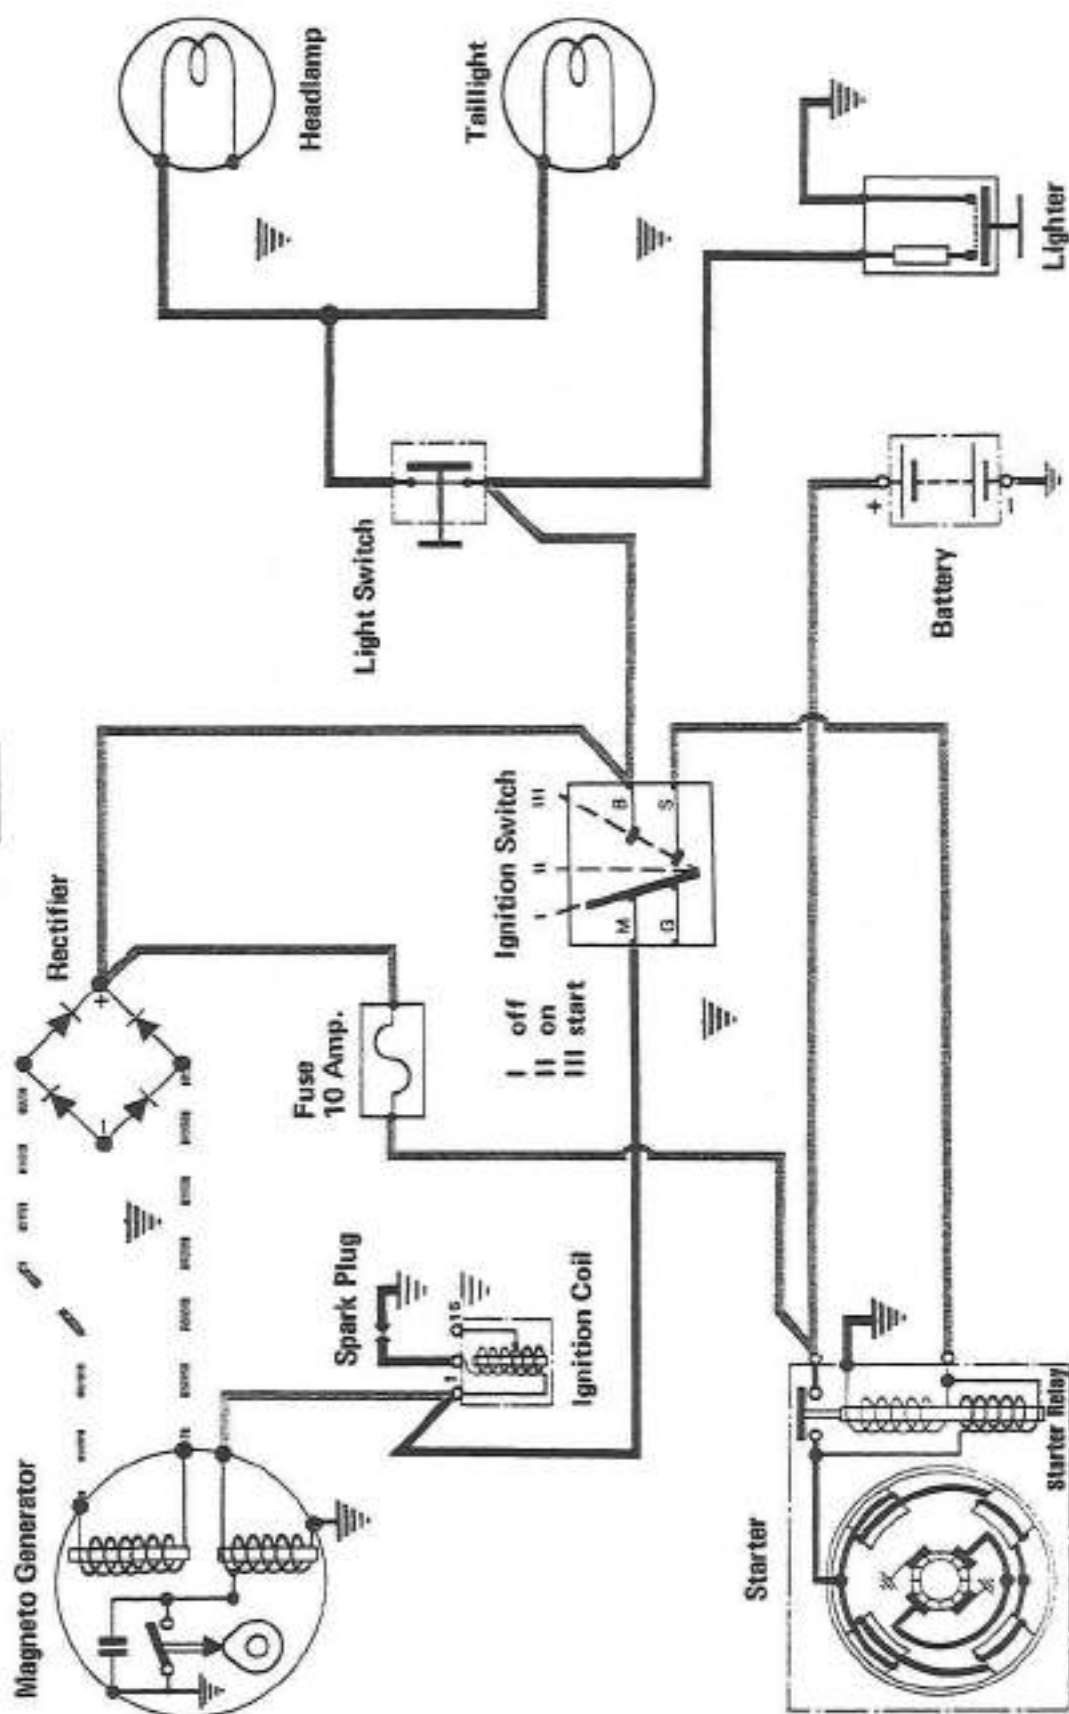 Headlamp
Taillight
Lighter
Light Switch
Battery
+
−
Rectifier
+
−
Ignition Switch
I
II
III
M
B
G
S
I off
II on
III start
Fuse
10 Amp.
Spark Plug
1
15
Ignition Coil
Magneto Generator
Starter
Starter Relay